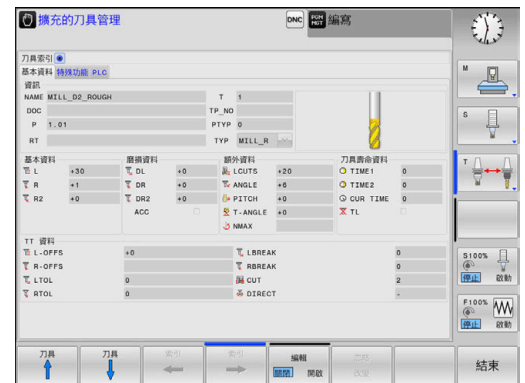 擴充的刀具管理
DNC PGM MGT 編寫
刀具索引
基本資料 特殊功能 PLC
資訊
NAME MILL_D2_ROUGH T 1
DOC TP_NO
P 1.01 PTYP 0
RT TYP MILL_R
基本資料 磨損資料 額外資料 刀具壽命資料
L +30 DL +0 LCUTS +20 TIME1 0
R +1 DR +0 ANGLE +6 TIME2 0
R2 +0 DR2 +0 PITCH +0 CUR TIME 0
ACC T-ANGLE +0 TL
NMAX
TT 資料
L-OFFS +0 LBREAK 0
R-OFFS RBREAK 0
LTOL 0 CUT 2
RTOL 0 DIRECT -
M
S
T
S100%
停止 啟動
F100%
停止 啟動
刀具 刀具 索引 索引 編輯
關閉 開啟
結束